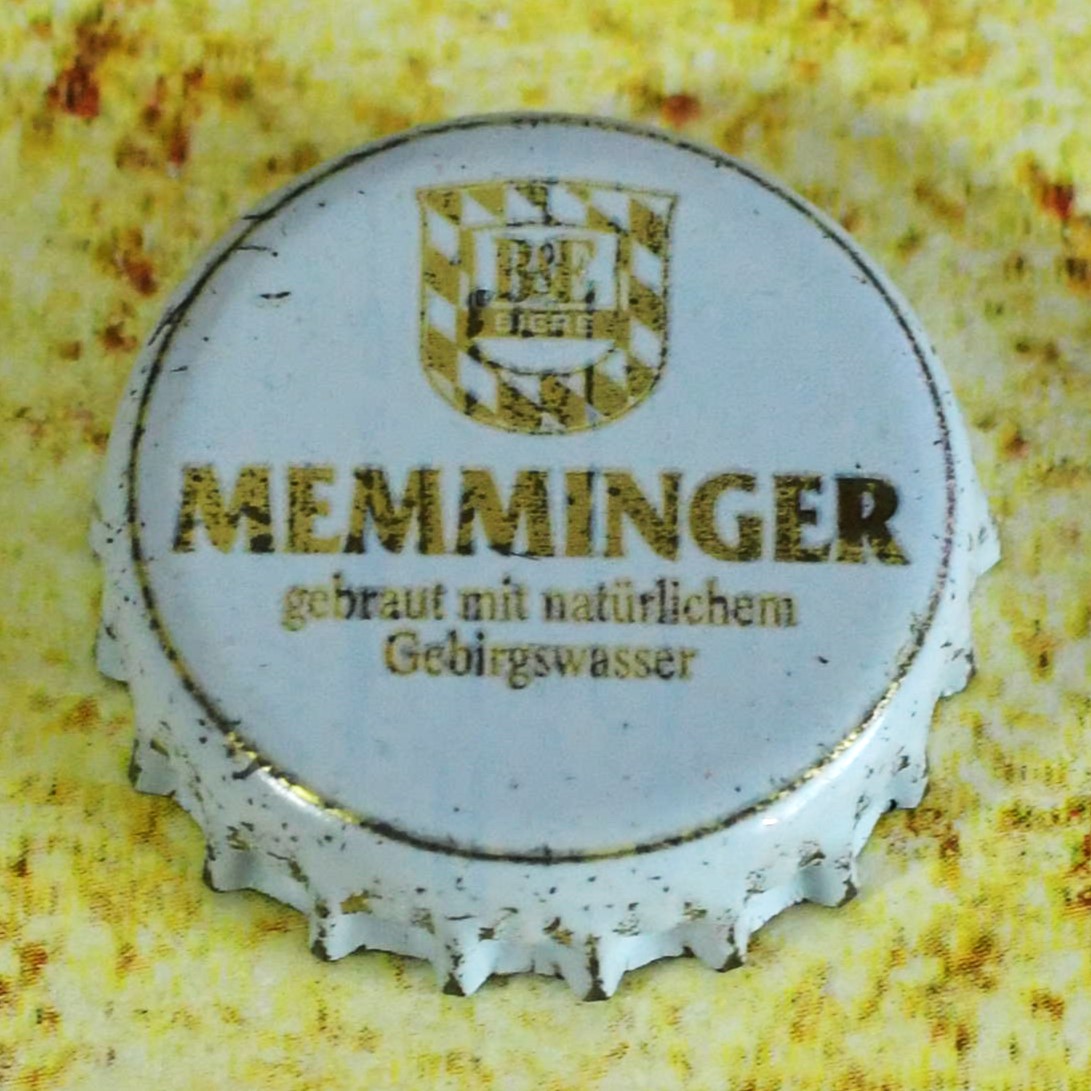 B&E
BIERE
MEMMINGER
gebraut mit natürlichem
Gebirgswasser